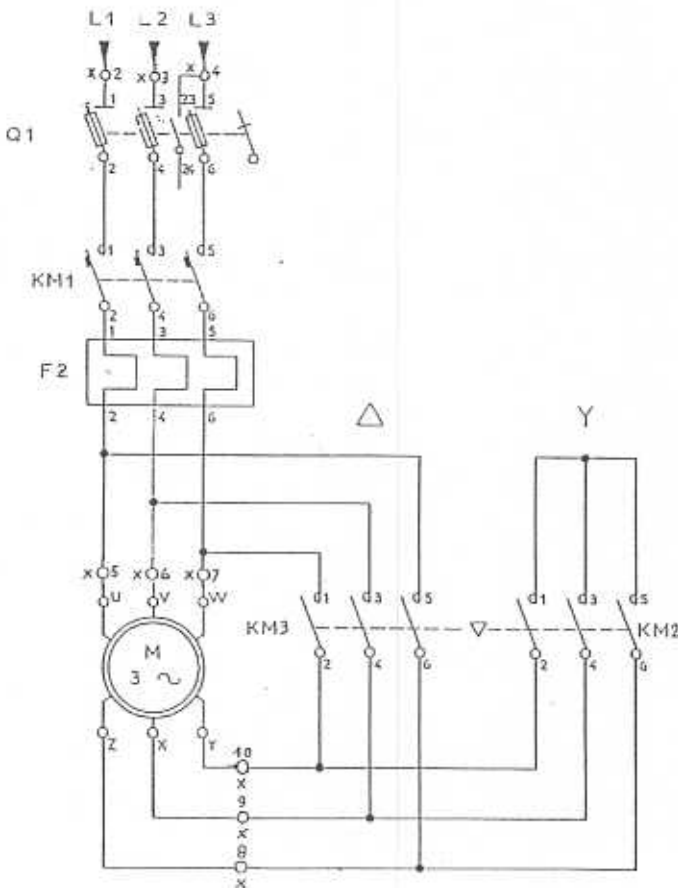 L1 L2 L3
X 2 X 3 X 4
1 3 23 5
Q1
2 4 24 6
1 3 5
KM1
2 4 6
1 3 5
F2
2 4 6
△ Y
X 5 X 6 X 7
U V W
1 3 5 1 3 5
KM3 ▽ KM2
M
3 ~
2 4 6 2 4 6
Z X Y
10
X
9
X
8
X